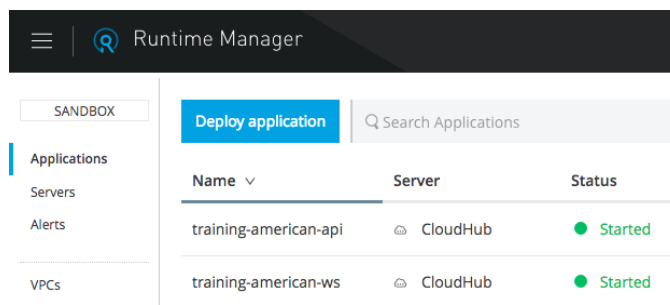 Runtime Manager
SANDBOX
Applications
Servers
Alerts
VPCs
Deploy application
Search Applications
Name Server Status
training-american-api CloudHub Started
training-american-ws CloudHub Started